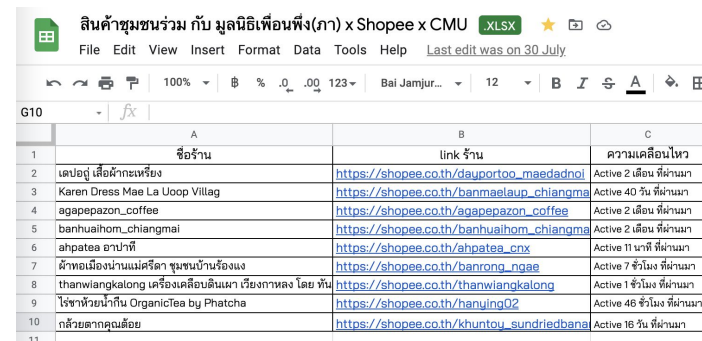 สินค้าชุมชนร่วม กับ มูลนิธิเพื่อนพึ่ง(ภา) x Shopee x CMU .XLSX
File Edit View Insert Format Data Tools Help Last edit was on 30 July
100% ฿ % .0 .00 123 Bai Jamjur... 12 B I S A
G10 fx
A B C
1 ชื่อร้าน link ร้าน ความเคลื่อนไหว
2 เดปอถู่ เสื้อผ้ากะเหรี่ยง https://shopee.co.th/dayportoo_maedadnoi Active 2 เดือน ที่ผ่านมา
3 Karen Dress Mae La Uoop Villag https://shopee.co.th/banmaelaup_chiangma Active 40 วัน ที่ผ่านมา
4 agapepazon_coffee https://shopee.co.th/agapepazon_coffee Active 2 เดือน ที่ผ่านมา
5 banhuaihom_chiangmai https://shopee.co.th/banhuaihom_chiangma Active 2 เดือน ที่ผ่านมา
6 ahpatea อาปาที https://shopee.co.th/ahpatea_cnx Active 11 นาที ที่ผ่านมา
7 ผ้าทอเมืองน่านแม่ศรีดา ชุมชนบ้านร้องแง https://shopee.co.th/banrong_ngae Active 7 ชั่วโมง ที่ผ่านมา
8 thanwiangkalong เครื่องเคลือบดินเผา เวียงกาหลง โดย ทัน https://shopee.co.th/thanwiangkalong Active 1 ชั่วโมง ที่ผ่านมา
9 ไร่ชาห้วยน้ำกืน OrganicTea by Phatcha https://shopee.co.th/hanying02 Active 46 ชั่วโมง ที่ผ่านมา
10 กล้วยตากคุณต้อย https://shopee.co.th/khuntoy_sundriedbana Active 16 วัน ที่ผ่านมา
11